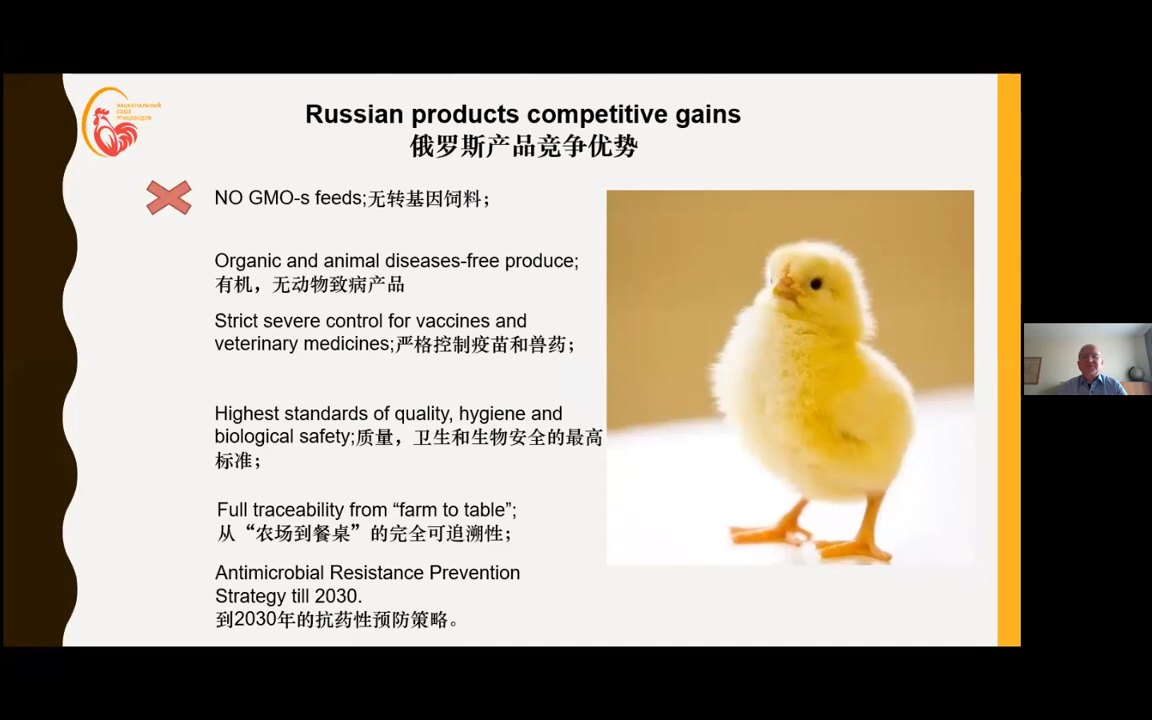 НАЦИОНАЛЬНЫЙ
СОЮЗ
ПТИЦЕВОДОВ
Russian products competitive gains
俄罗斯产品竞争优势
NO GMO-s feeds;无转基因饲料；
Organic and animal diseases-free produce;
有机，无动物致病产品
Strict severe control for vaccines and
veterinary medicines;严格控制疫苗和兽药；
Highest standards of quality, hygiene and
biological safety;质量，卫生和生物安全的最高
标准；
Full traceability from “farm to table”;
从“农场到餐桌”的完全可追溯性；
Antimicrobial Resistance Prevention
Strategy till 2030.
到2030年的抗药性预防策略。